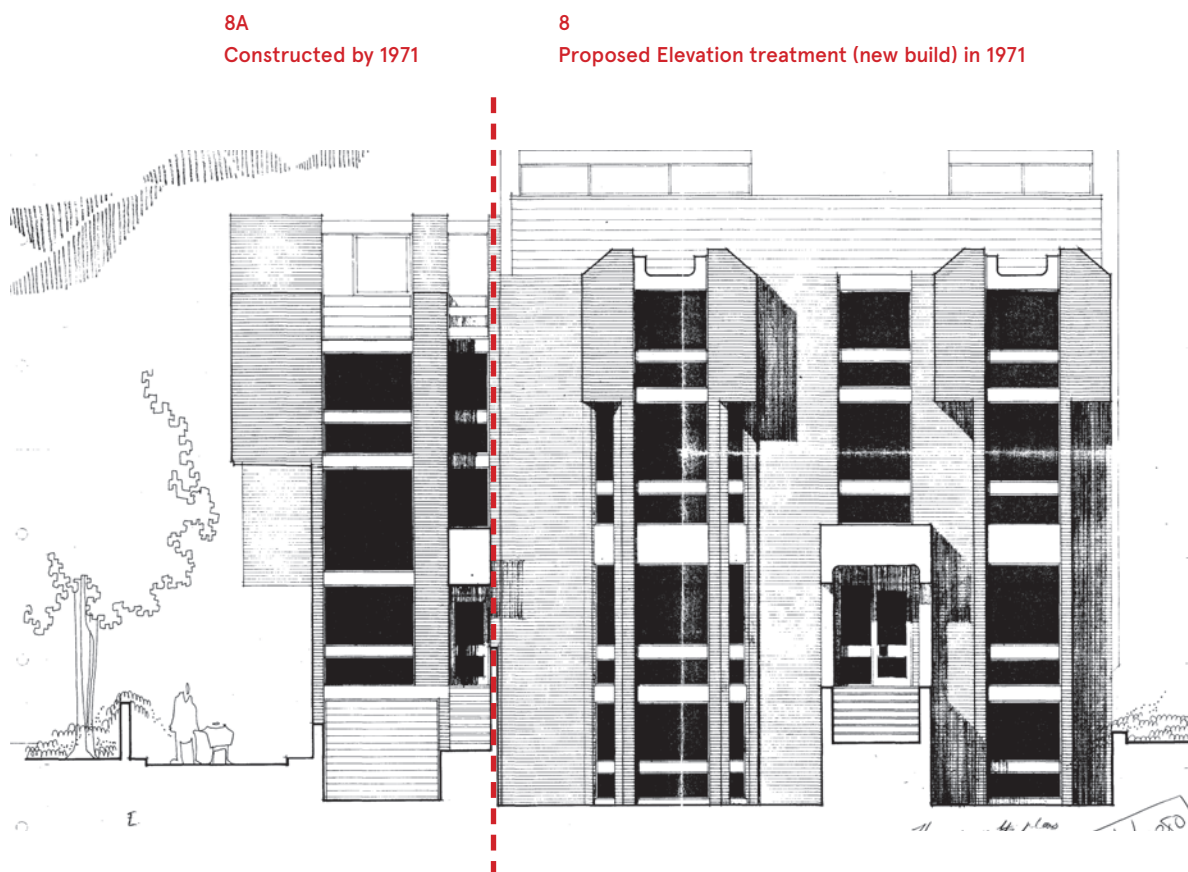 8A
Constructed by 1971
8
Proposed Elevation treatment (new build) in 1971
E